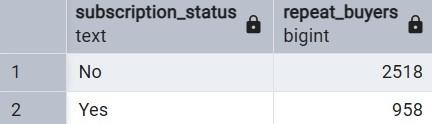 subscription_status repeat_buyers
text bigint
1 No 2518
2 Yes 958